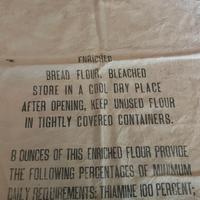 ENRICHED
BREAD FLOUR, BLEACHED
STORE IN A COOL DRY PLACE
AFTER OPENING, KEEP UNUSED FLOUR
IN TIGHTLY COVERED CONTAINERS.
8 OUNCES OF THIS ENRICHED FLOUR PROVIDE
THE FOLLOWING PERCENTAGES OF MINIMUM
DAILY REQUIREMENTS: THIAMINE 100 PERCENT;